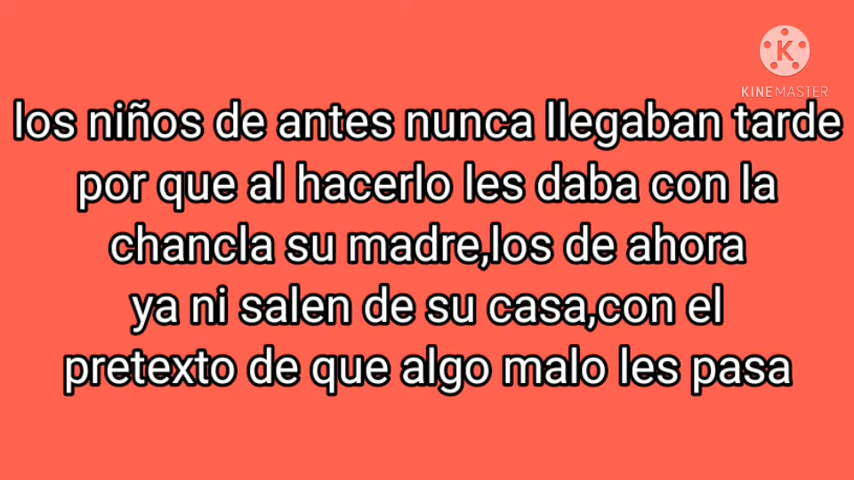 KINEMASTER
los niños de antes nunca llegaban tarde
por que al hacerlo les daba con la
chancla su madre,los de ahora
ya ni salen de su casa,con el
pretexto de que algo malo les pasa